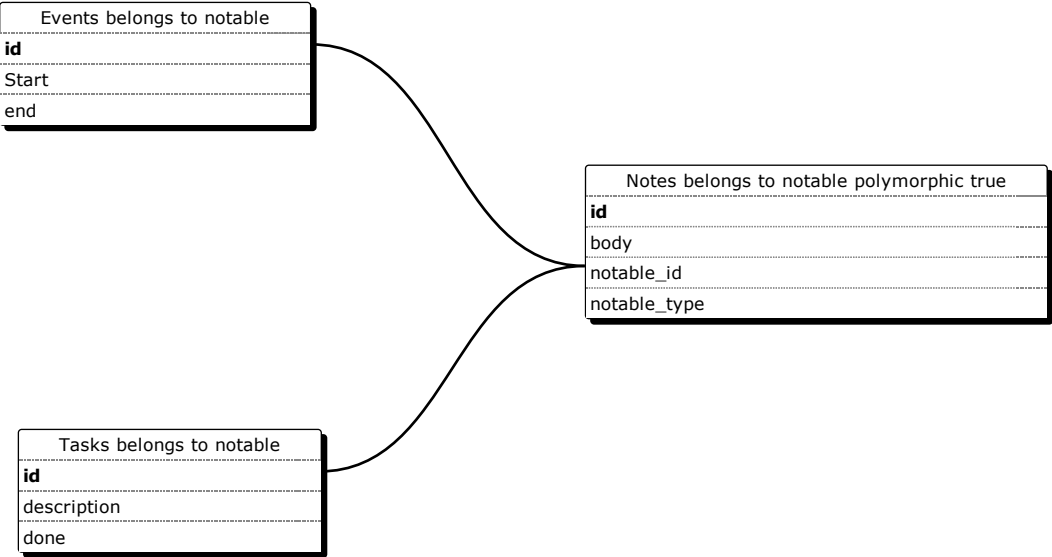 Events belongs to notable
id
Start
end
Notes belongs to notable polymorphic true
id
body
notable_id
notable_type
Tasks belongs to notable
id
description
done